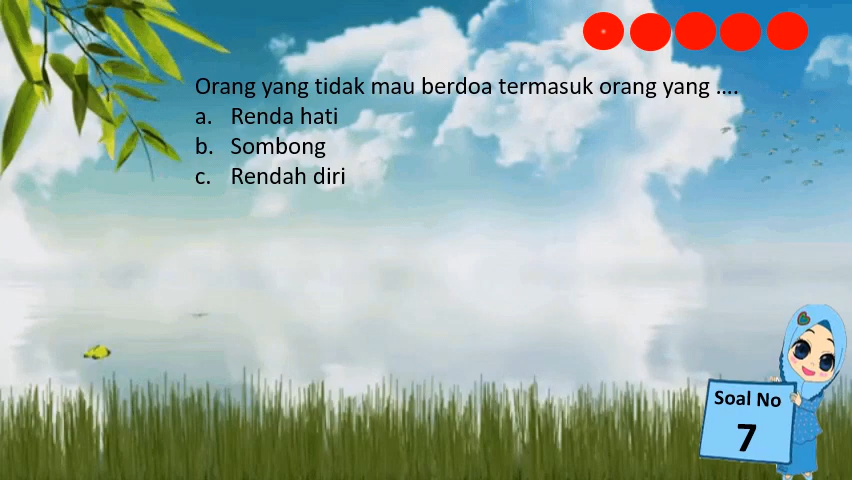 Orang yang tidak mau berdoa termasuk orang yang ....
a. Renda hati
b. Sombong
c. Rendah diri
Soal No
7